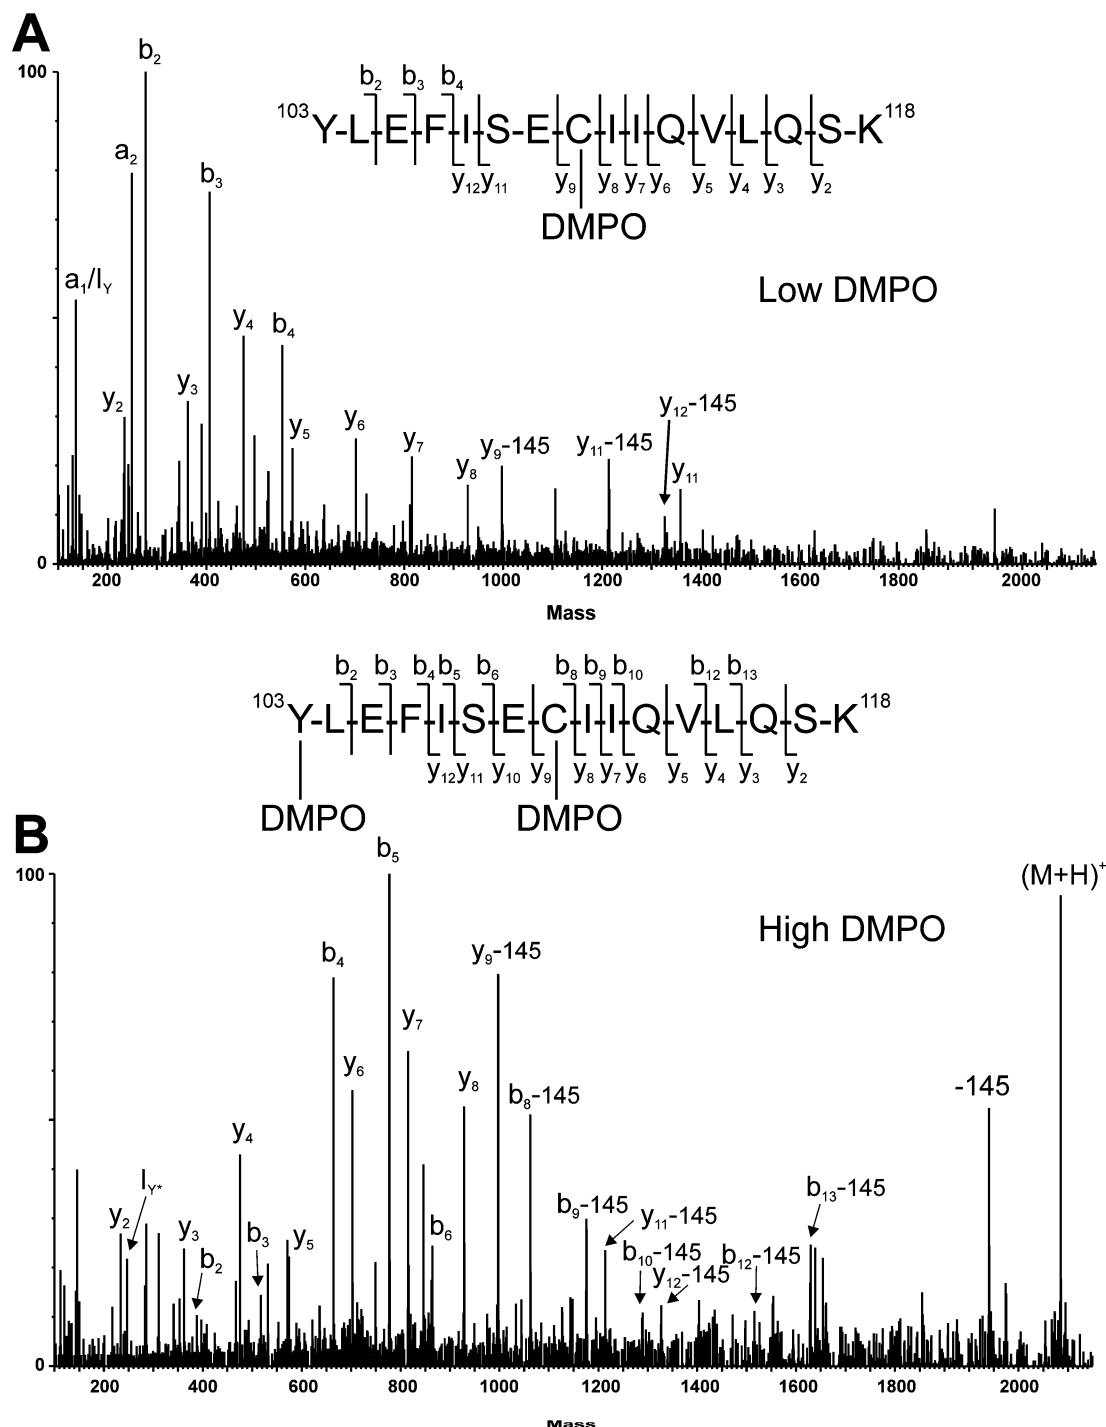 A
b2
100
b2 b3 b4
103Y-L-E-F-I-S-E-C-I-I-Q-V-L-Q-S-K118
a2
b3
y12 y11 y9 y8 y7 y6 y5 y4 y3 y2
DMPO
a1/IY
Low DMPO
y4
b4
y3
y2
y5
y6
y7
y8
y9-145
y11-145
y12-145
y11
0
200 400 600 800 1000 1200 1400 1600 1800 2000
Mass
b2 b3 b4 b5 b6 b8 b9 b10 b12 b13
103Y-L-E-F-I-S-E-C-I-I-Q-V-L-Q-S-K118
y12 y11 y10 y9 y8 y7 y6 y5 y4 y3 y2
DMPO DMPO
B
b5
100
(M+H)+
High DMPO
b4
y9-145
y7
y6
y8
b8-145
-145
y4
IY*
y2
y3
b2
b3
y5
b6
b9-145
y11-145
b10-145
y12-145
b12-145
b13-145
0
200 400 600 800 1000 1200 1400 1600 1800 2000
Mass